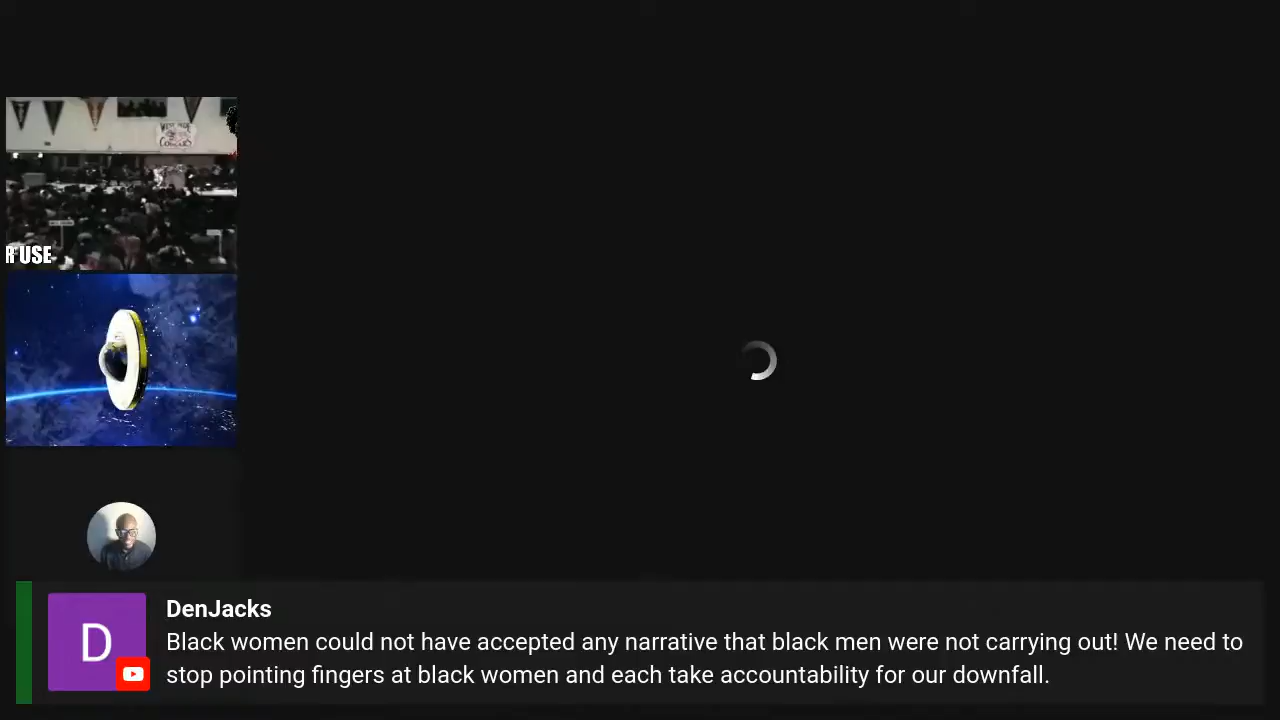 R USE
D
DenJacks
Black women could not have accepted any narrative that black men were not carrying out! We need to
stop pointing fingers at black women and each take accountability for our downfall.